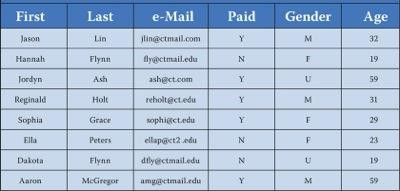 First Last e-Mail Paid Gender Age
Jason Lin jlin@ctmail.com Y M 32
Hannah Flynn fly@ctmail.edu N F 19
Jordyn Ash ash@ct.com Y U 59
Reginald Holt reholt@ct.edu Y M 31
Sophia Grace sophi@ct.edu Y F 29
Ella Peters ellap@ct2 .edu N F 23
Dakota Flynn dfly@ctmail.edu N U 19
Aaron McGregor amg@ctmail.edu Y M 59